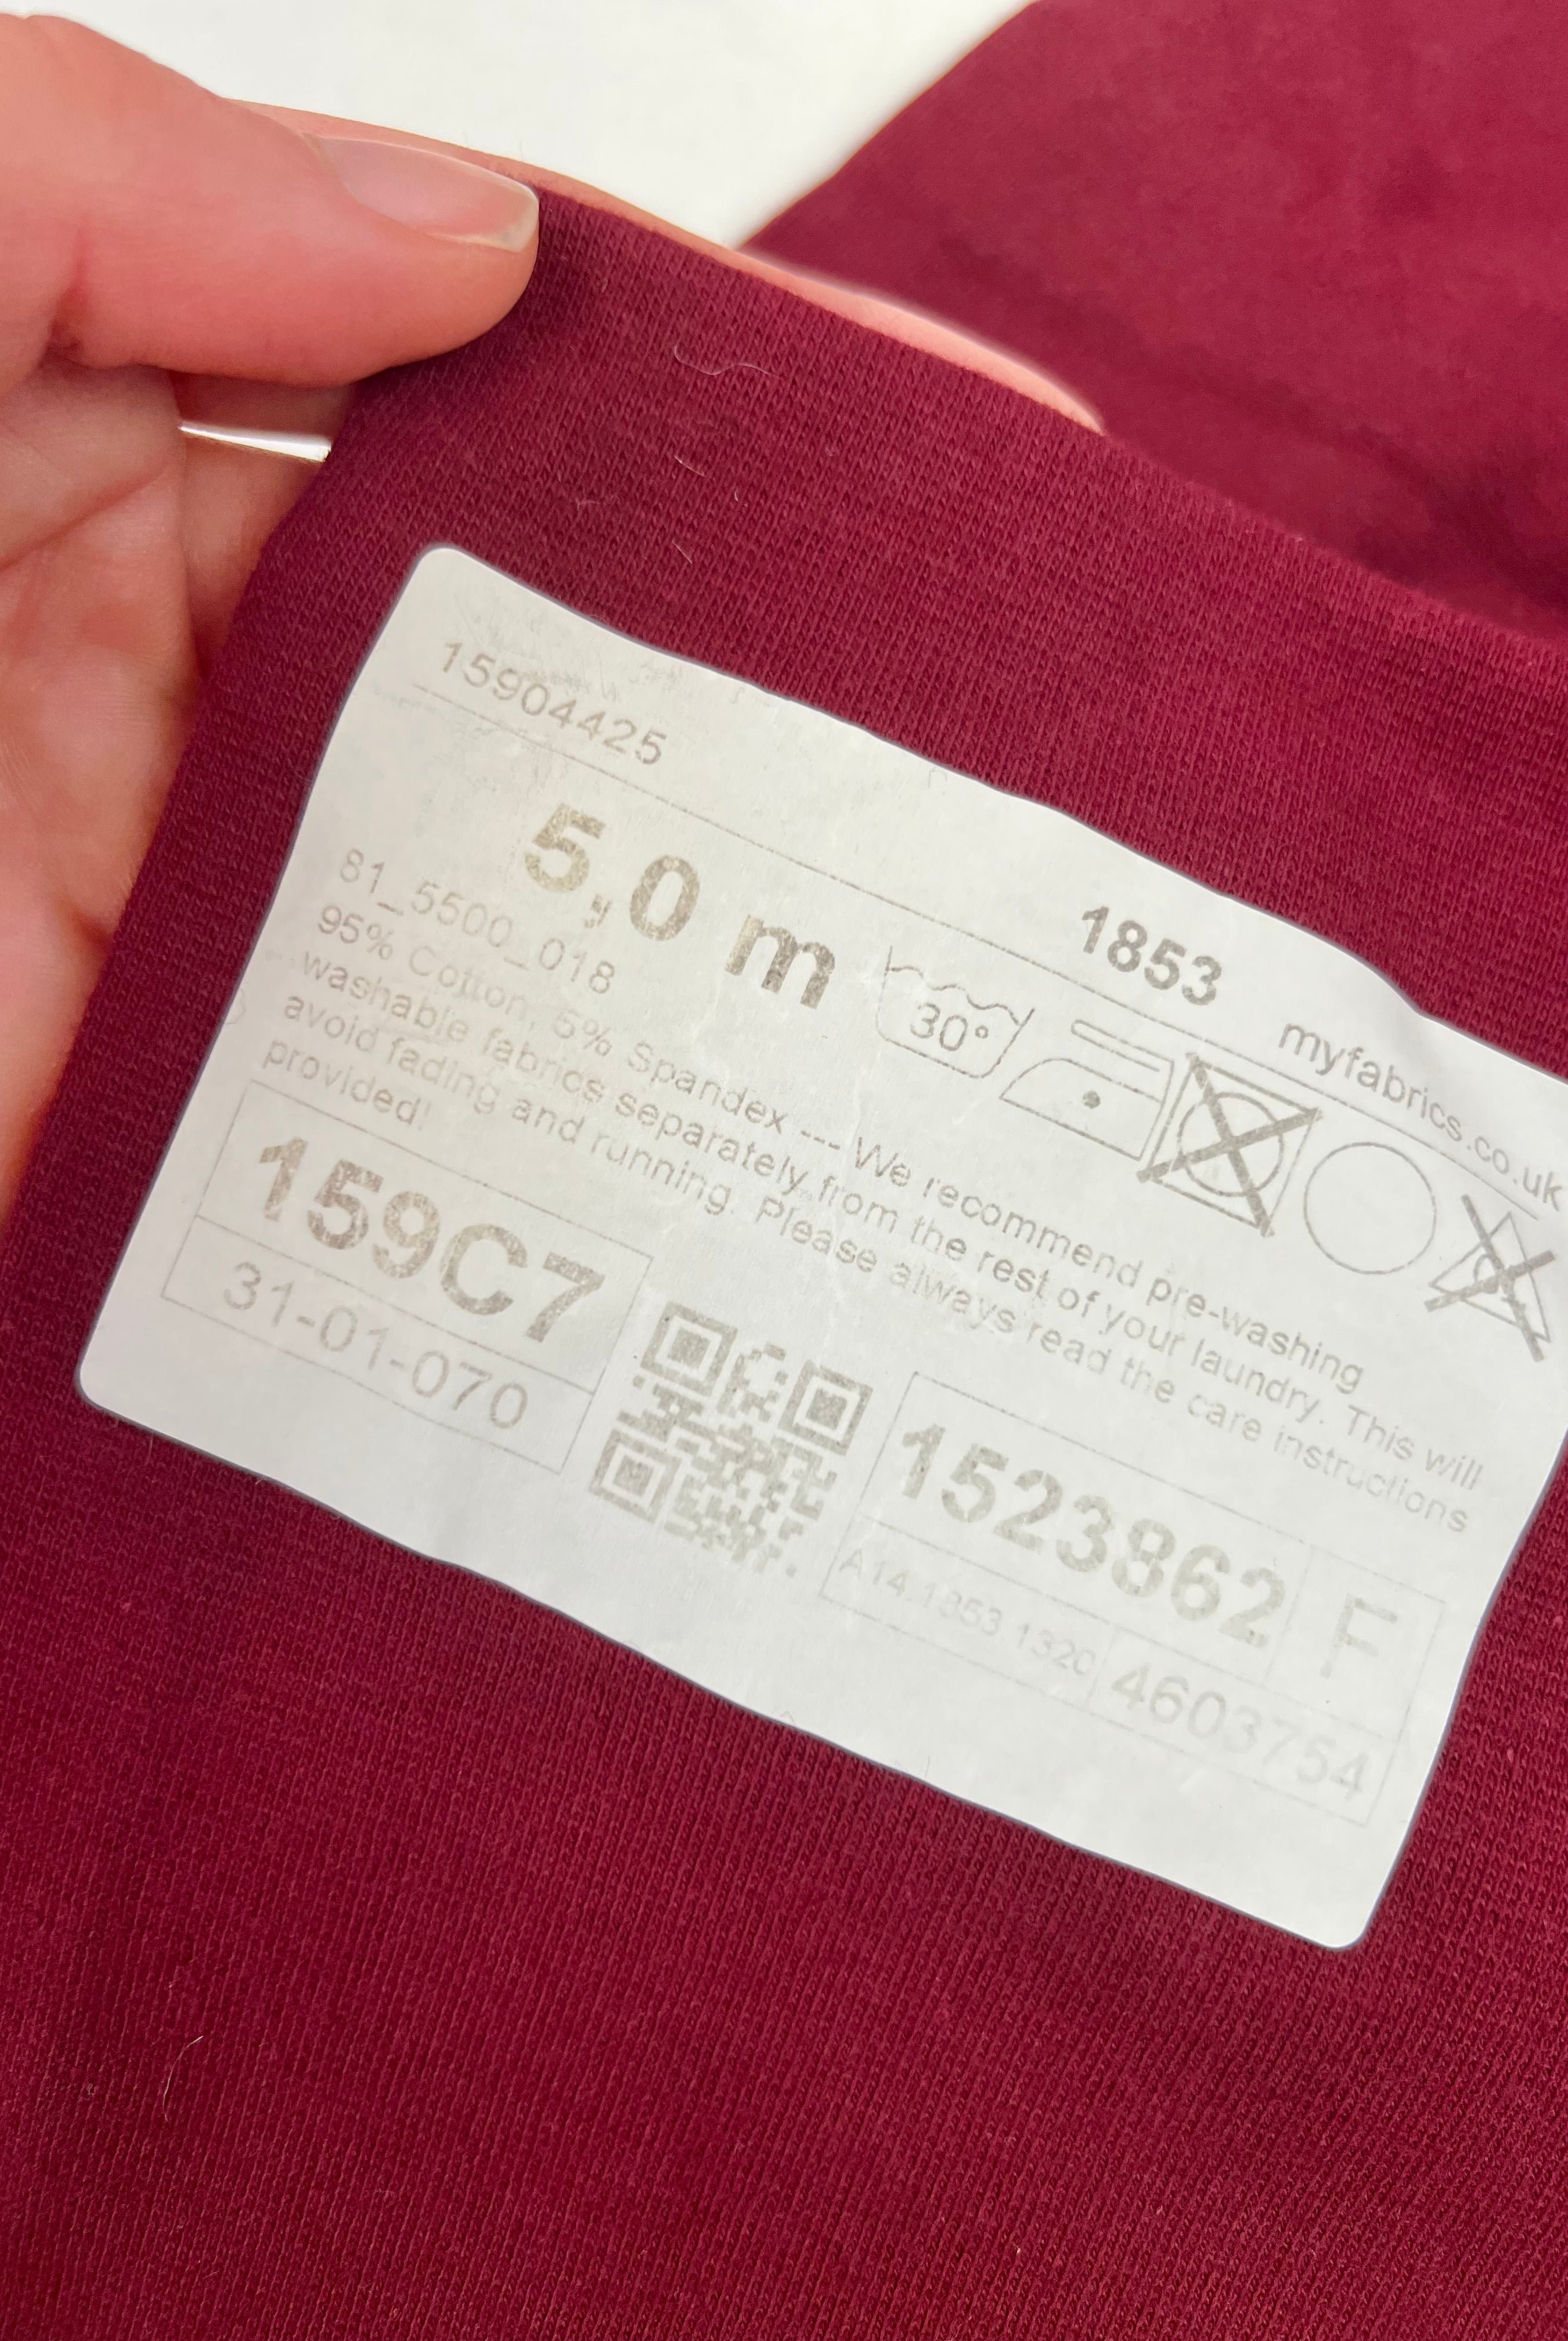 15904425
1853
myfabrics.co.uk
5,0 m
30°
81_5500_018
95% Cotton, 5% Spandex --- We recommend pre-washing
washable fabrics separately from the rest of your laundry. This will
avoid fading and running. Please always read the care instructions
provided!
159C7
31-01-070
1523862
F
A14.1853.1320
4603754